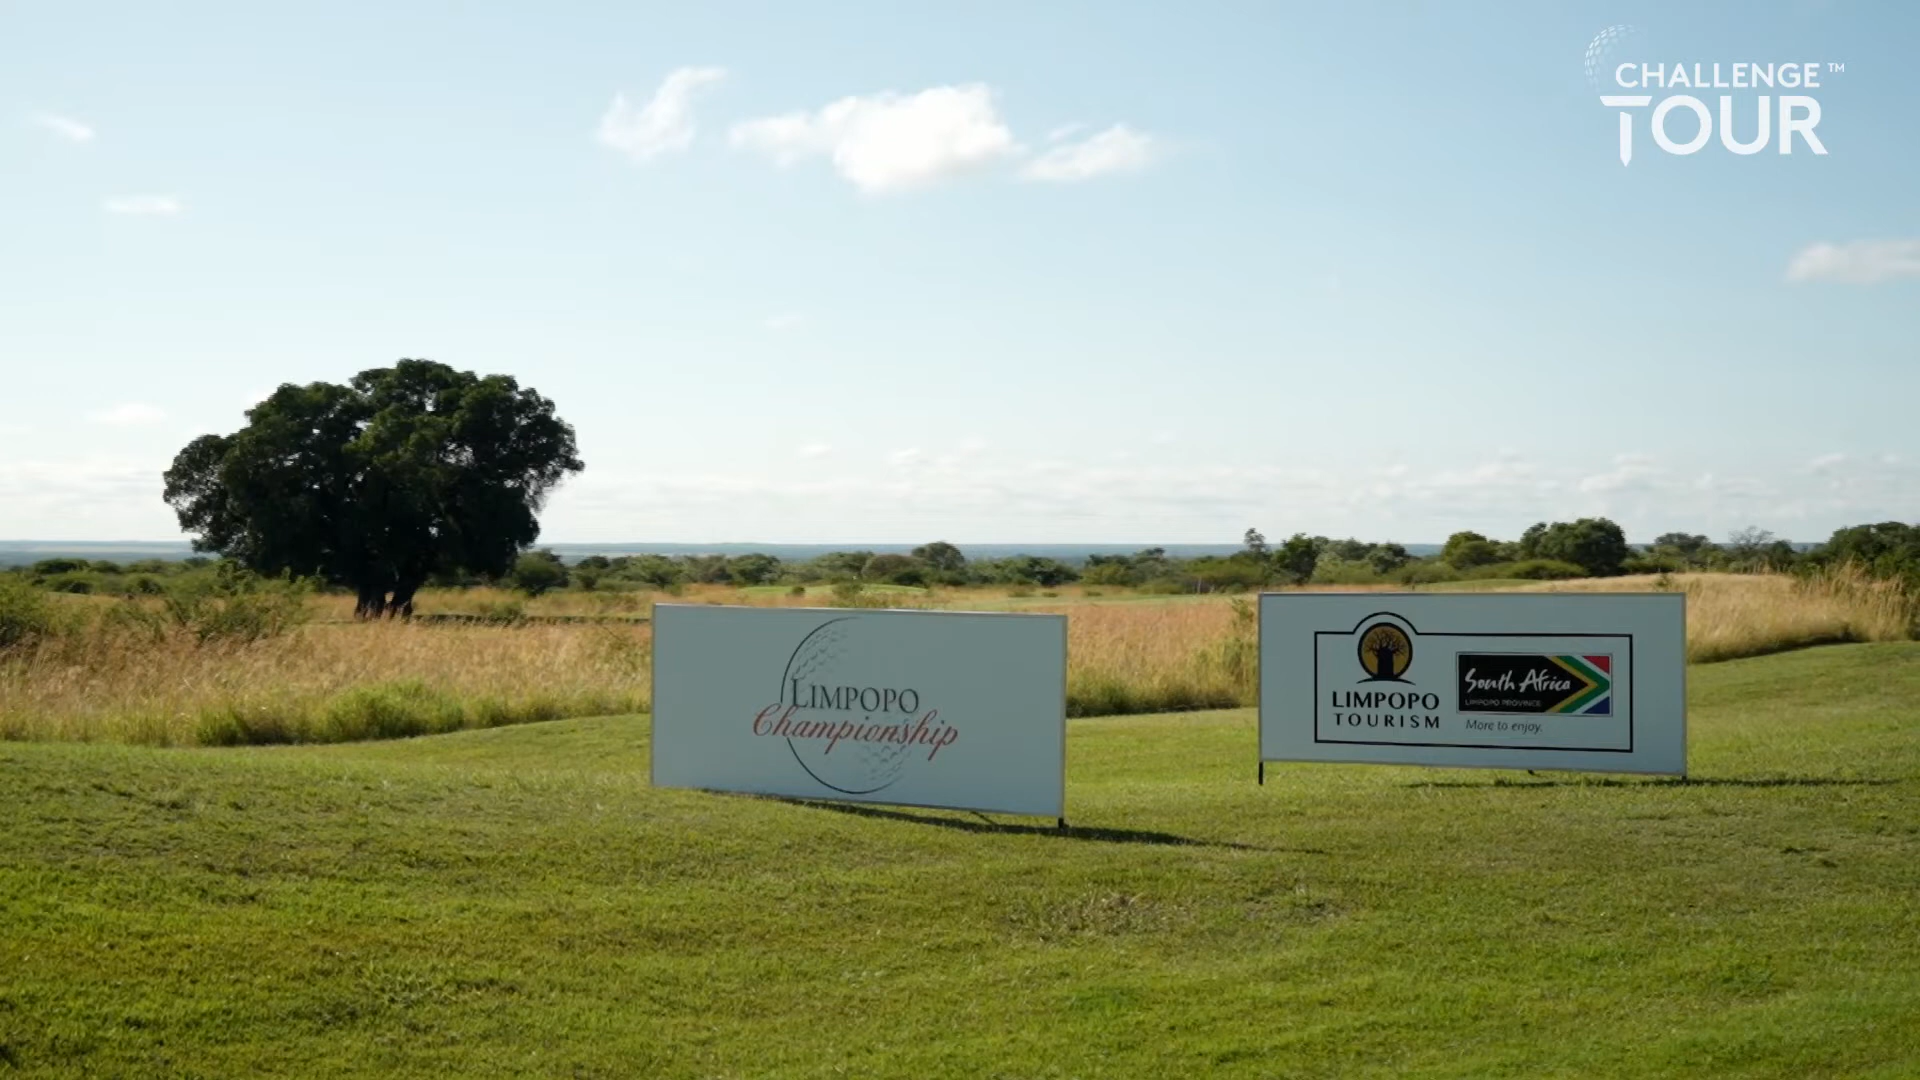 CHALLENGE™
TOUR
LIMPOPO
Championship
LIMPOPO
TOURISM
South Africa
LIMPOPO PROVINCE
More to enjoy.